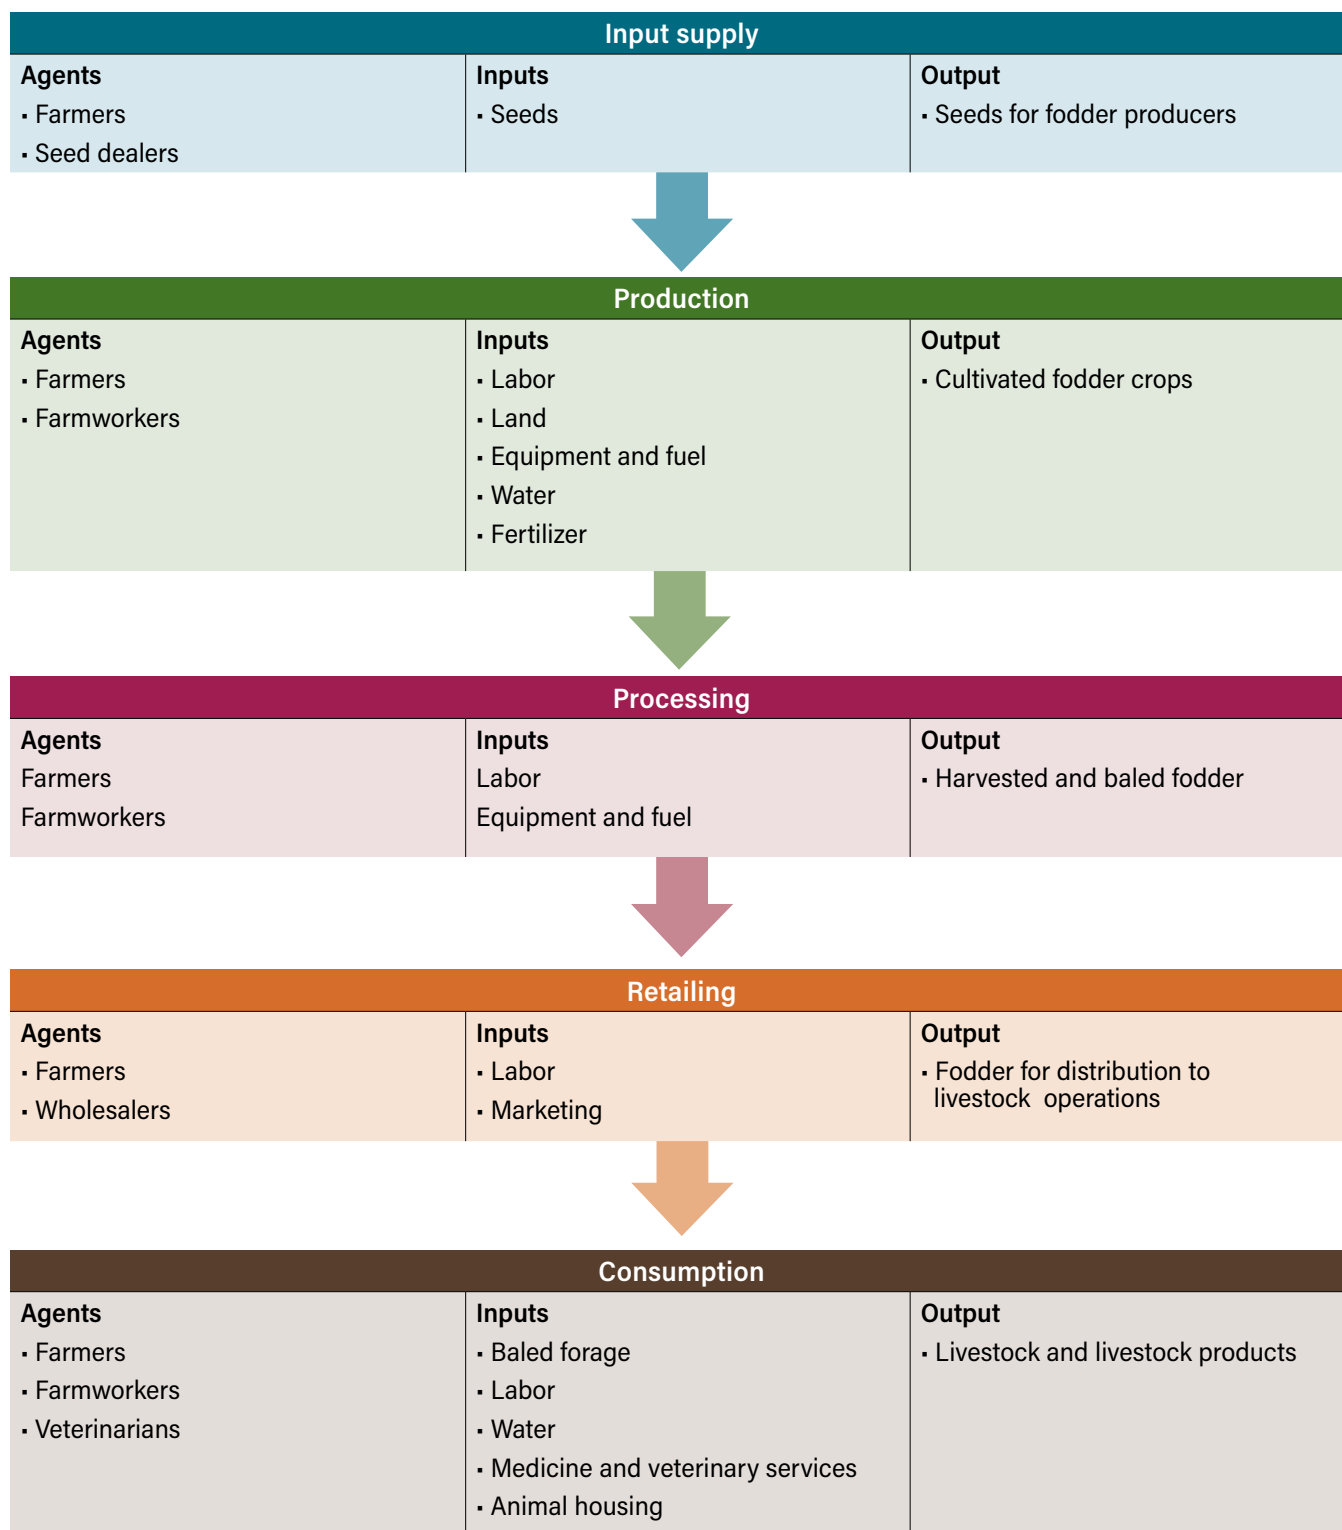 Input supply
Agents
▪ Farmers
▪ Seed dealers
Inputs
▪ Seeds
Output
▪ Seeds for fodder producers
Production
Agents
▪ Farmers
▪ Farmworkers
Inputs
▪ Labor
▪ Land
▪ Equipment and fuel
▪ Water
▪ Fertilizer
Output
▪ Cultivated fodder crops
Processing
Agents
Farmers
Farmworkers
Inputs
Labor
Equipment and fuel
Output
▪ Harvested and baled fodder
Retailing
Agents
▪ Farmers
▪ Wholesalers
Inputs
▪ Labor
▪ Marketing
Output
▪ Fodder for distribution to
livestock operations
Consumption
Agents
▪ Farmers
▪ Farmworkers
▪ Veterinarians
Inputs
▪ Baled forage
▪ Labor
▪ Water
▪ Medicine and veterinary services
▪ Animal housing
Output
▪ Livestock and livestock products